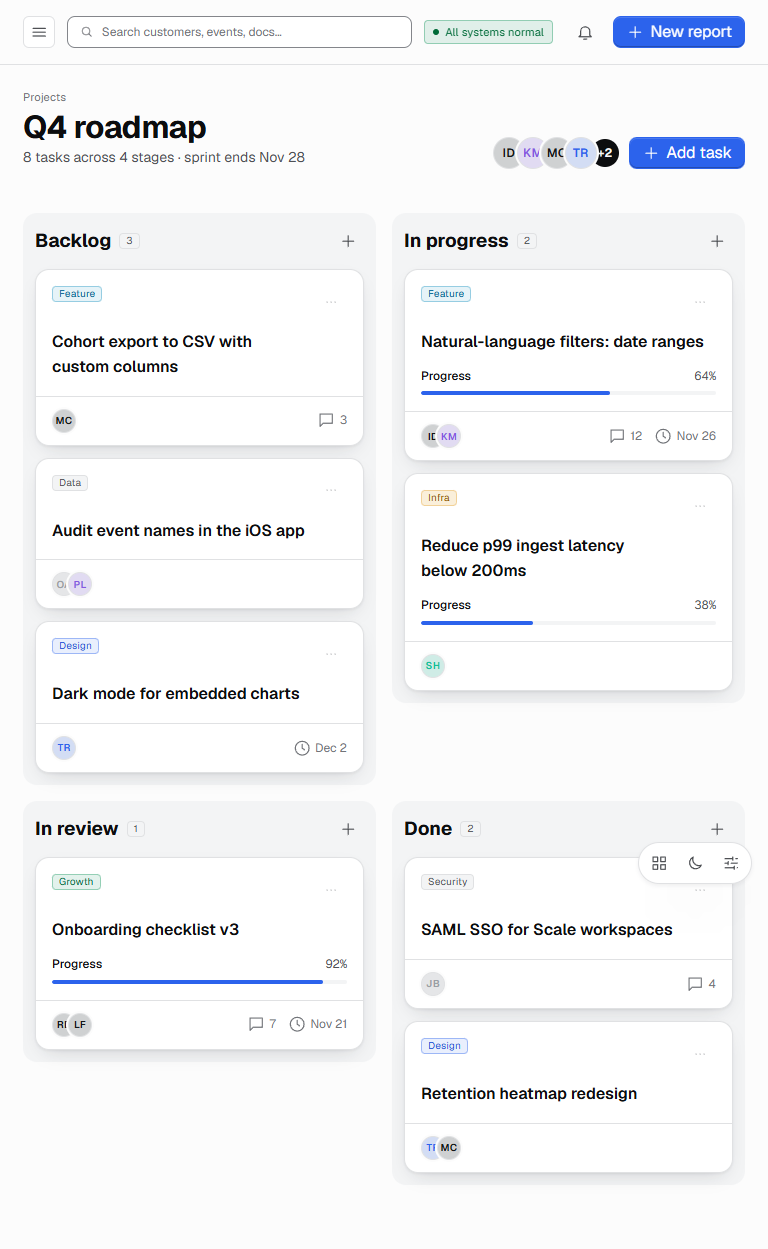 Search customers, events, docs...
All systems normal
New report
Projects
Q4 roadmap
8 tasks across 4 stages · sprint ends Nov 28
ID KM MC TR +2
Add task
Backlog 3
Feature
...
Cohort export to CSV with
custom columns
MC 3
Data
...
Audit event names in the iOS app
PL
Design
...
Dark mode for embedded charts
TR Dec 2
In progress 2
Feature
...
Natural-language filters: date ranges
Progress 64%
KM 12 Nov 26
Infra
...
Reduce p99 ingest latency
below 200ms
Progress 38%
SH
In review 1
Growth
...
Onboarding checklist v3
Progress 92%
LF 7 Nov 21
Done 2
Security
...
SAML SSO for Scale workspaces
JB 4
Design
...
Retention heatmap redesign
MC